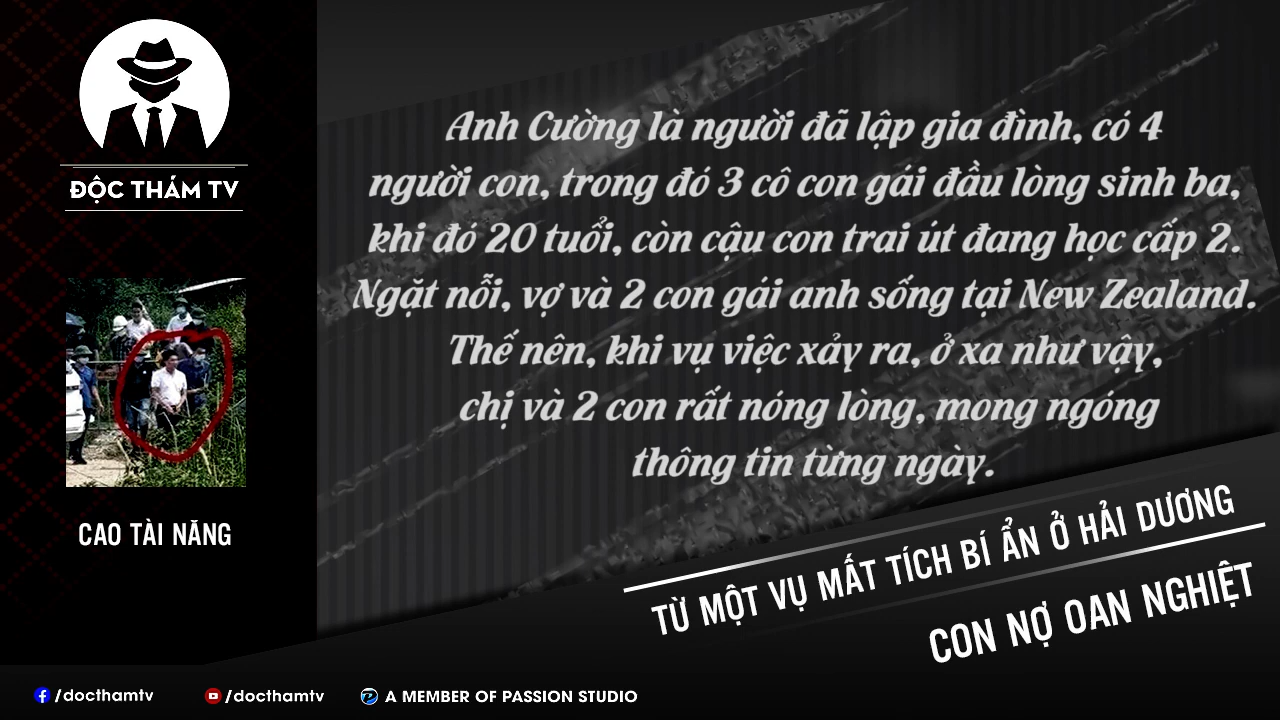 ĐỘC THÁM TV
CAO TÀI NĂNG
Anh Cường là người đã lập gia đình, có 4
người con, trong đó 3 cô con gái đầu lòng sinh ba,
khi đó 20 tuổi, còn cậu con trai út đang học cấp 2.
Ngặt nỗi, vợ và 2 con gái anh sống tại New Zealand.
Thế nên, khi vụ việc xảy ra, ở xa như vậy,
chị và 2 con rất nóng lòng, mong ngóng
thông tin từng ngày.
TỪ MỘT VỤ MẤT TÍCH BÍ ẨN Ở HẢI DƯƠNG
CON NỢ OAN NGHIỆT
/docthamtv
/docthamtv
A MEMBER OF PASSION STUDIO